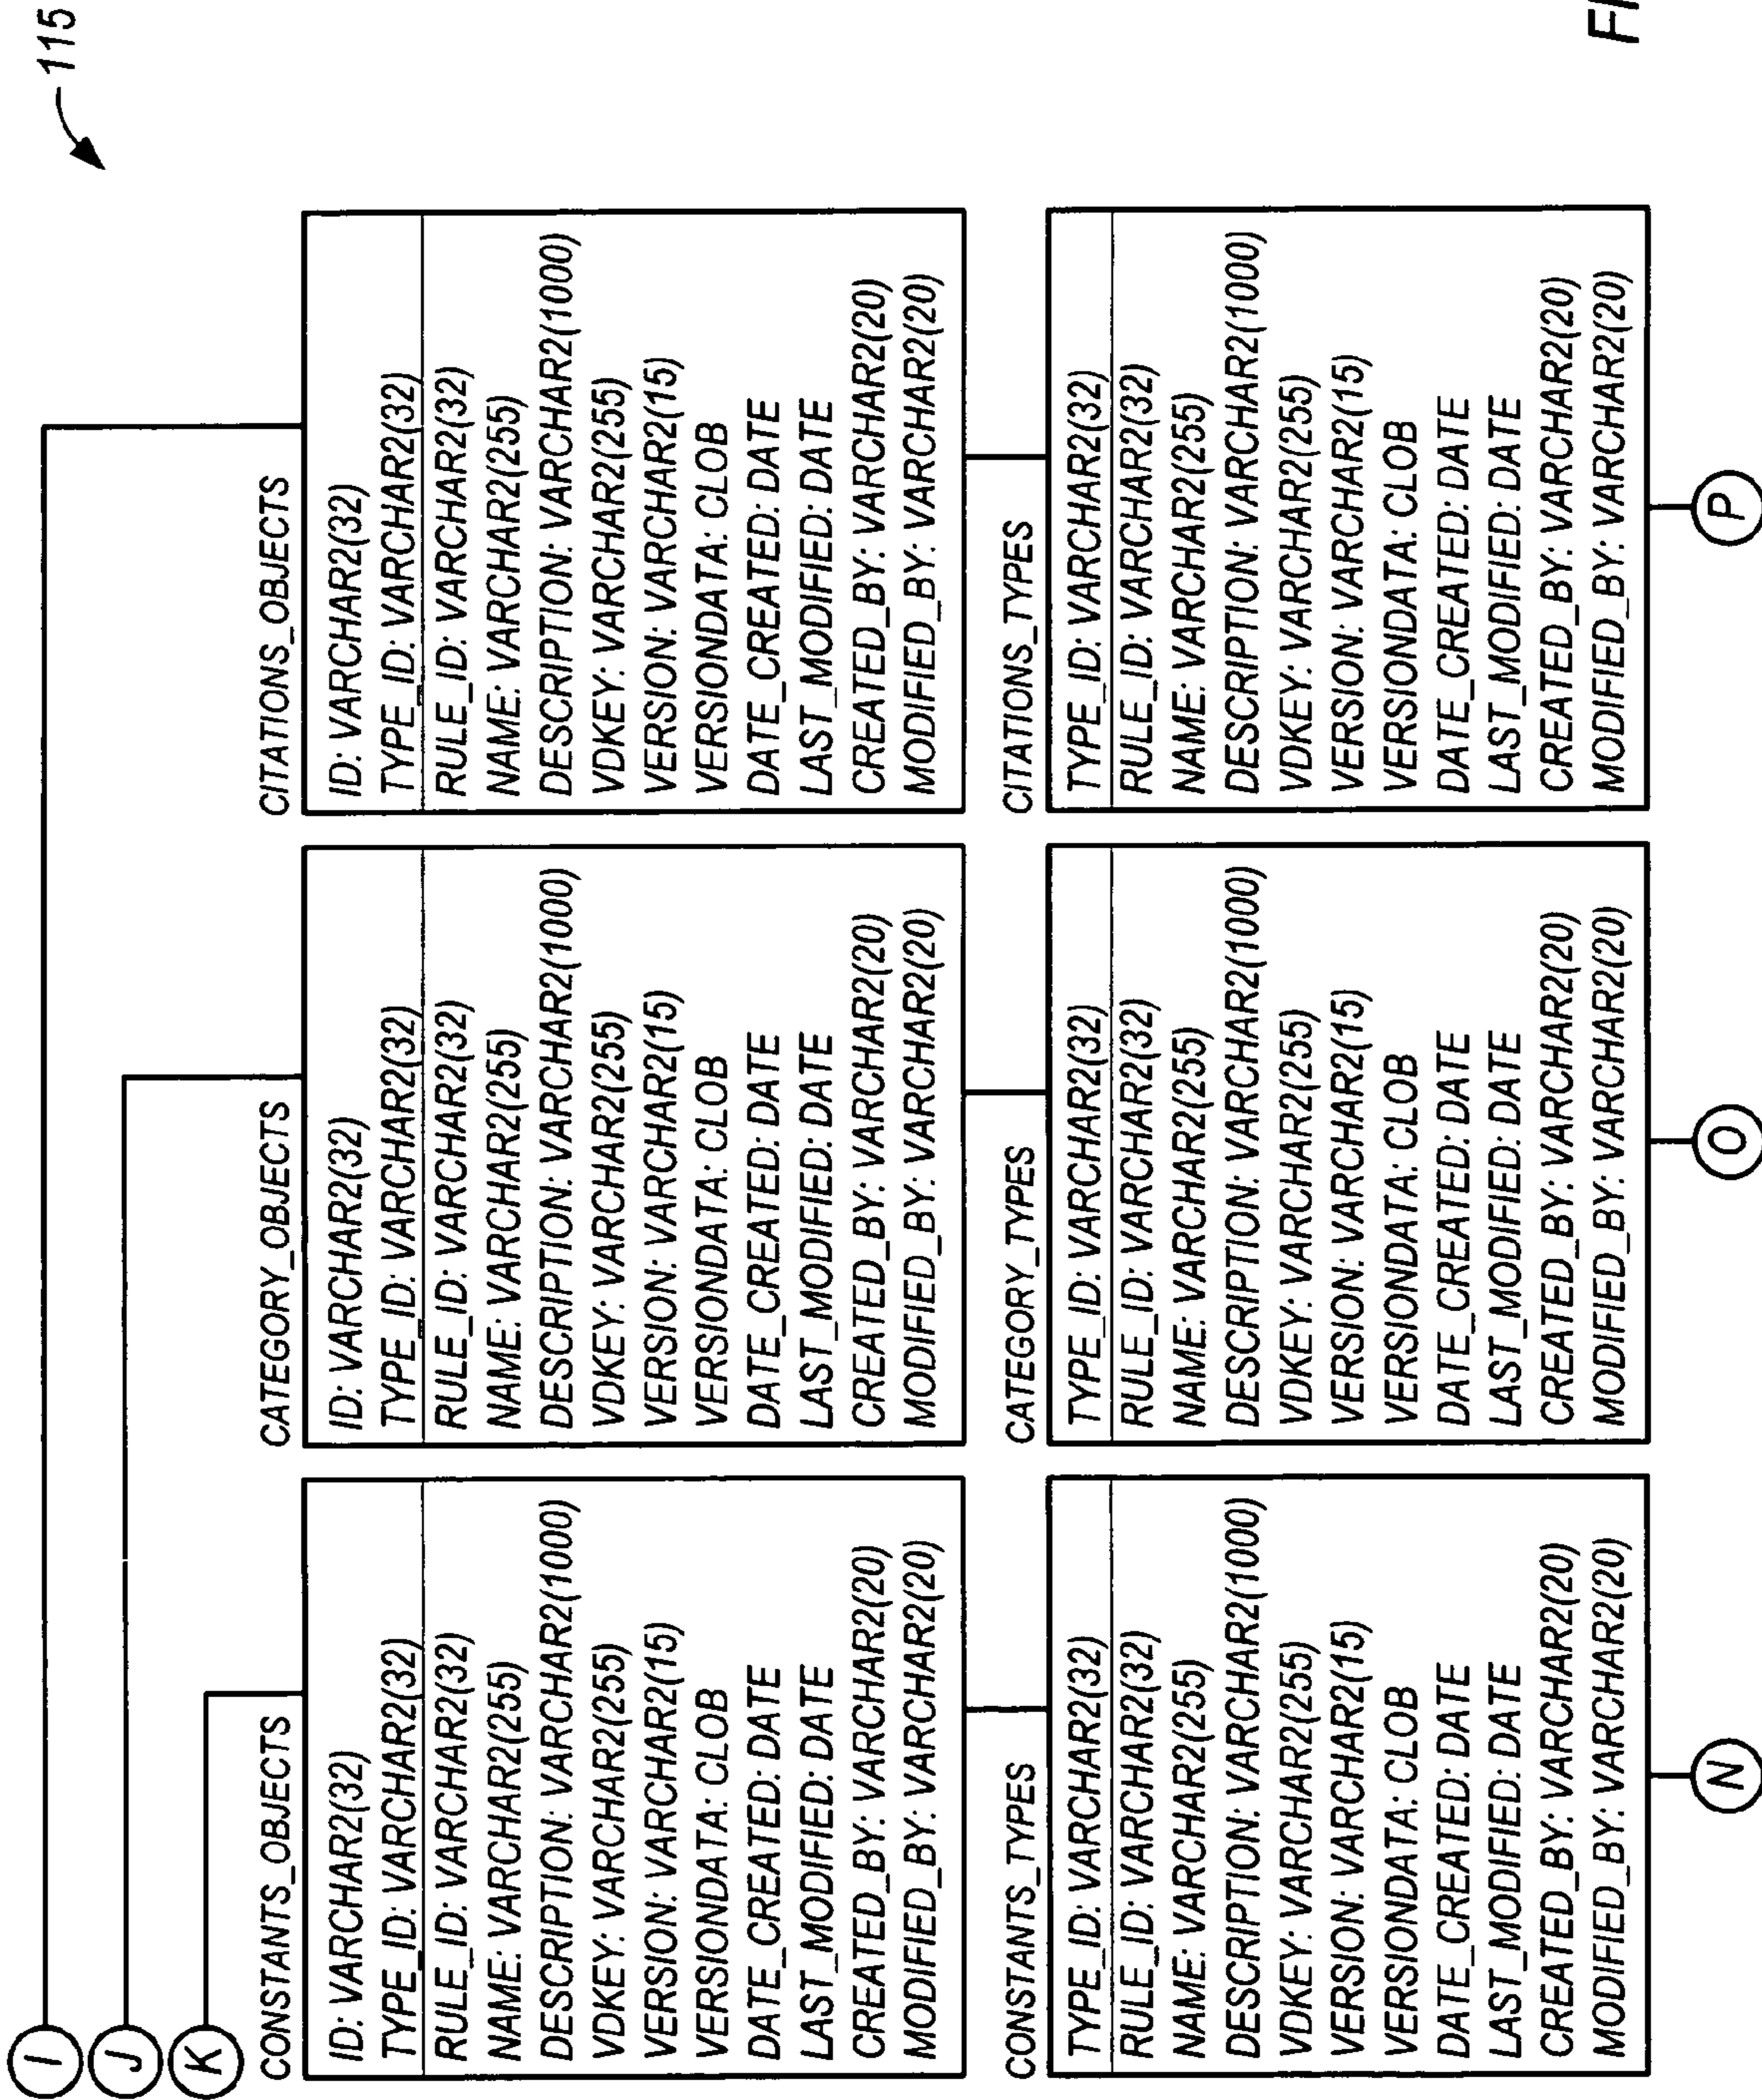 115
I
J
K
CONSTANTS_OBJECTS
ID: VARCHAR2(32)
TYPE_ID: VARCHAR2(32)
RULE_ID: VARCHAR2(32)
NAME: VARCHAR2(255)
DESCRIPTION: VARCHAR2(1000)
VDKEY: VARCHAR2(255)
VERSION: VARCHAR2(15)
VERSIONDATA: CLOB
DATE_CREATED: DATE
LAST_MODIFIED: DATE
CREATED_BY: VARCHAR2(20)
MODIFIED_BY: VARCHAR2(20)
CATEGORY_OBJECTS
ID: VARCHAR2(32)
TYPE_ID: VARCHAR2(32)
RULE_ID: VARCHAR2(32)
NAME: VARCHAR2(255)
DESCRIPTION: VARCHAR2(1000)
VDKEY: VARCHAR2(255)
VERSION: VARCHAR2(15)
VERSIONDATA: CLOB
DATE_CREATED: DATE
LAST_MODIFIED: DATE
CREATED_BY: VARCHAR2(20)
MODIFIED_BY: VARCHAR2(20)
CITATIONS_OBJECTS
ID: VARCHAR2(32)
TYPE_ID: VARCHAR2(32)
RULE_ID: VARCHAR2(32)
NAME: VARCHAR2(255)
DESCRIPTION: VARCHAR2(1000)
VDKEY: VARCHAR2(255)
VERSION: VARCHAR2(15)
VERSIONDATA: CLOB
DATE_CREATED: DATE
LAST_MODIFIED: DATE
CREATED_BY: VARCHAR2(20)
MODIFIED_BY: VARCHAR2(20)
CONSTANTS_TYPES
TYPE_ID: VARCHAR2(32)
RULE_ID: VARCHAR2(32)
NAME: VARCHAR2(255)
DESCRIPTION: VARCHAR2(1000)
VDKEY: VARCHAR2(255)
VERSION: VARCHAR2(15)
VERSIONDATA: CLOB
DATE_CREATED: DATE
LAST_MODIFIED: DATE
CREATED_BY: VARCHAR2(20)
MODIFIED_BY: VARCHAR2(20)
CATEGORY_TYPES
TYPE_ID: VARCHAR2(32)
RULE_ID: VARCHAR2(32)
NAME: VARCHAR2(255)
DESCRIPTION: VARCHAR2(1000)
VDKEY: VARCHAR2(255)
VERSION: VARCHAR2(15)
VERSIONDATA: CLOB
DATE_CREATED: DATE
LAST_MODIFIED: DATE
CREATED_BY: VARCHAR2(20)
MODIFIED_BY: VARCHAR2(20)
CITATIONS_TYPES
TYPE_ID: VARCHAR2(32)
RULE_ID: VARCHAR2(32)
NAME: VARCHAR2(255)
DESCRIPTION: VARCHAR2(1000)
VDKEY: VARCHAR2(255)
VERSION: VARCHAR2(15)
VERSIONDATA: CLOB
DATE_CREATED: DATE
LAST_MODIFIED: DATE
CREATED_BY: VARCHAR2(20)
MODIFIED_BY: VARCHAR2(20)
N
O
P